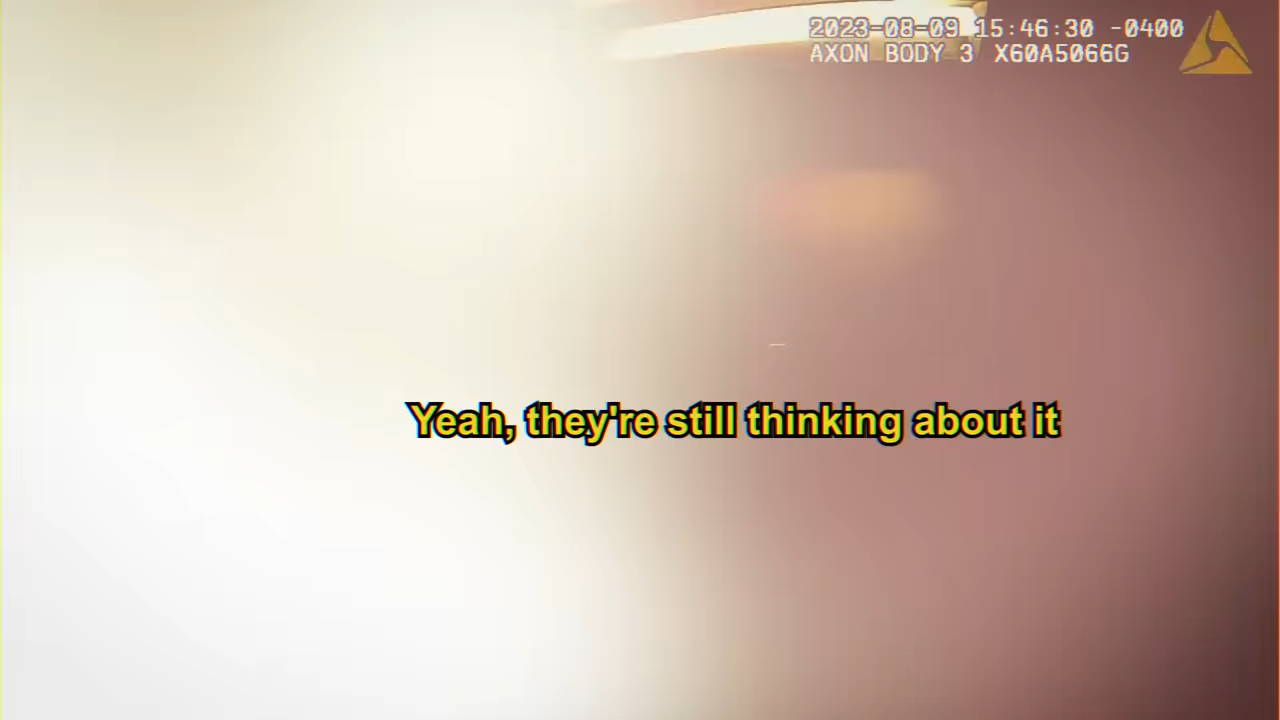 2023-08-09 15:46:30 -0400
AXON BODY 3 X60A5066G
Yeah, they're still thinking about it